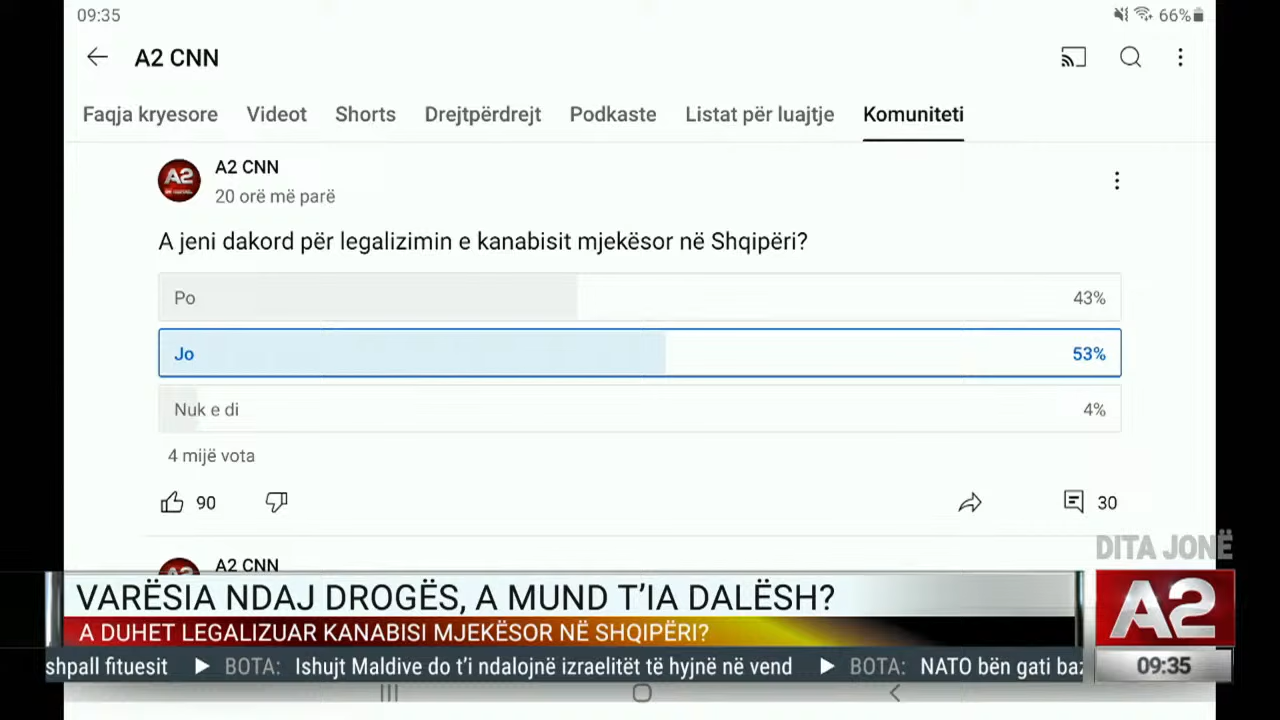 09:35
66%
A2 CNN
Faqja kryesore Videot Shorts Drejtpërdrejt Podkaste Listat për luajtje Komuniteti
A2 CNN
20 orë më parë
A jeni dakord për legalizimin e kanabisit mjekësor në Shqipëri?
Po 43%
Jo 53%
Nuk e di 4%
4 mijë vota
90 30
A2 CNN
DITA JONË
VARËSIA NDAJ DROGËS, A MUND T’IA DALËSH?
A DUHET LEGALIZUAR KANABISI MJEKËSOR NË SHQIPËRI?
A2
shpall fituesit ▶ BOTA: Ishujt Maldive do t’i ndalojnë izraelitët të hyjnë në vend ▶ BOTA: NATO bën gati
09:35